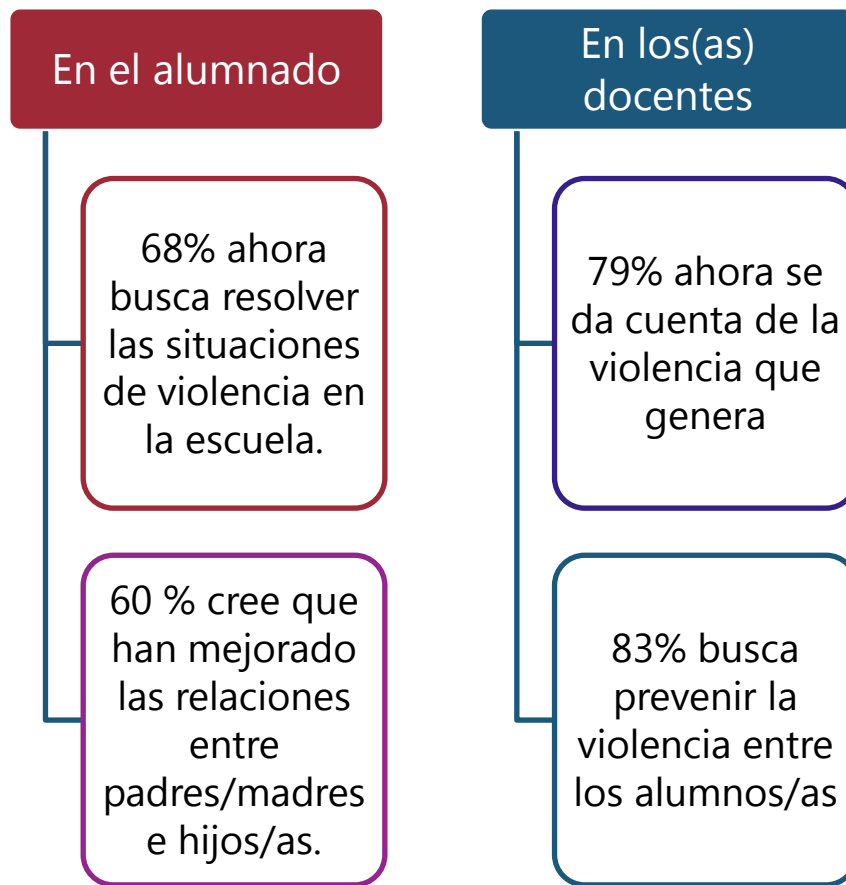 En el alumnado
68% ahora
busca resolver
las situaciones
de violencia en
la escuela.
60 % cree que
han mejorado
las relaciones
entre
padres/madres
e hijos/as.
En los(as)
docentes
79% ahora se
da cuenta de la
violencia que
genera
83% busca
prevenir la
violencia entre
los alumnos/as